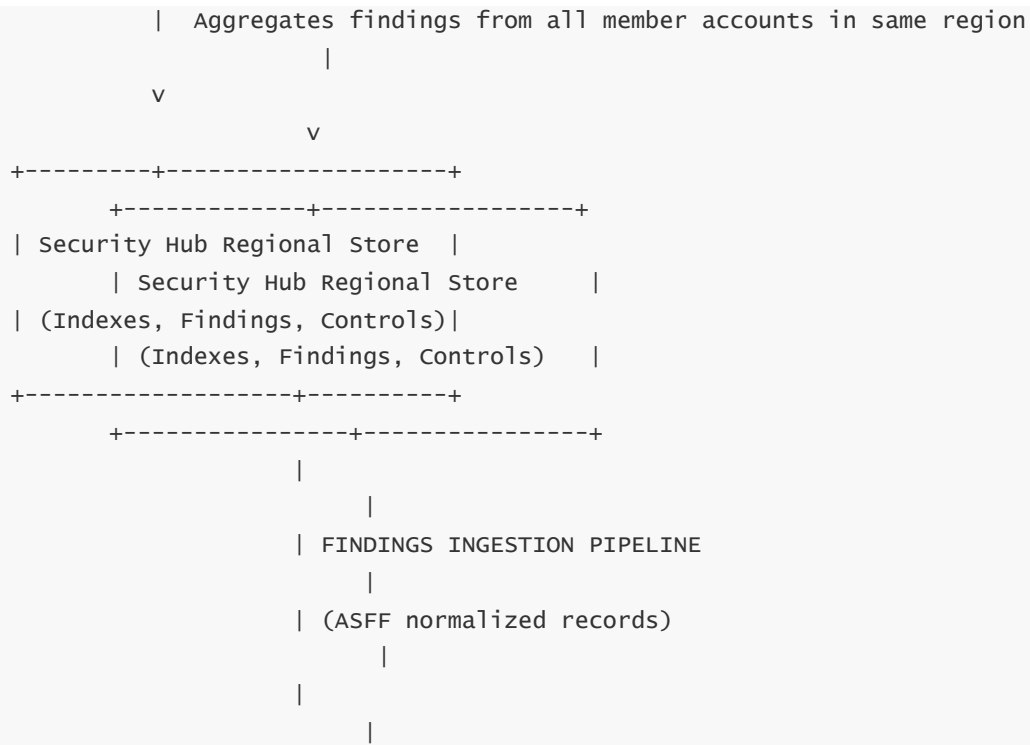 |  Aggregates findings from all member accounts in same region
|
v
v
+---------+--------------------+
+-------------+------------------+
| Security Hub Regional Store  |
| Security Hub Regional Store     |
| (Indexes, Findings, Controls)|
| (Indexes, Findings, Controls)   |
+-------------------+----------+
+----------------+----------------+
|
|
| FINDINGS INGESTION PIPELINE
|
| (ASFF normalized records)
|
|
|